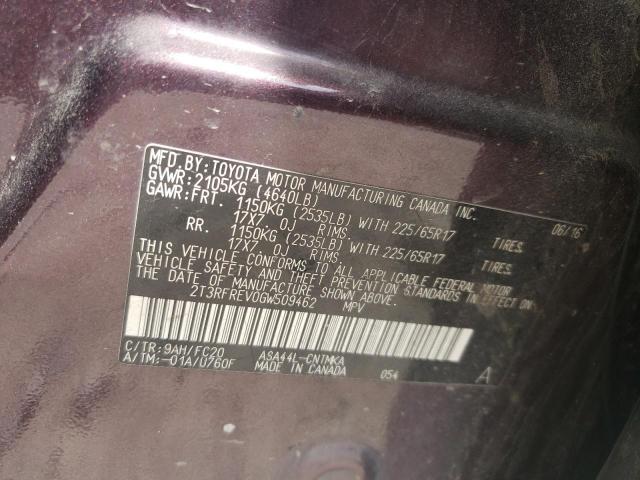 MFD. BY: TOYOTA MOTOR MANUFACTURING CANADA INC.
GVWR: 2105KG (4640LB) 06/16
GAWR: FRT. 1150KG (2535LB) WITH 225/65R17 TIRES.
17X7.0J RIMS.
RR. 1150KG (2535LB) WITH 225/65R17 TIRES.
17X7.0J RIMS.
THIS VEHICLE CONFORMS TO ALL APPLICABLE FEDERAL MOTOR
VEHICLE SAFETY AND THEFT PREVENTION STANDARDS IN EFFECT ON
THE DATE OF MANUFACTURE SHOWN ABOVE.
2T3RFREV0GW509462 MPV
C/TR: 9AH/FC20 ASA44L-CNTMKA
A/TM: -01A/U760F MADE IN CANADA 054 A